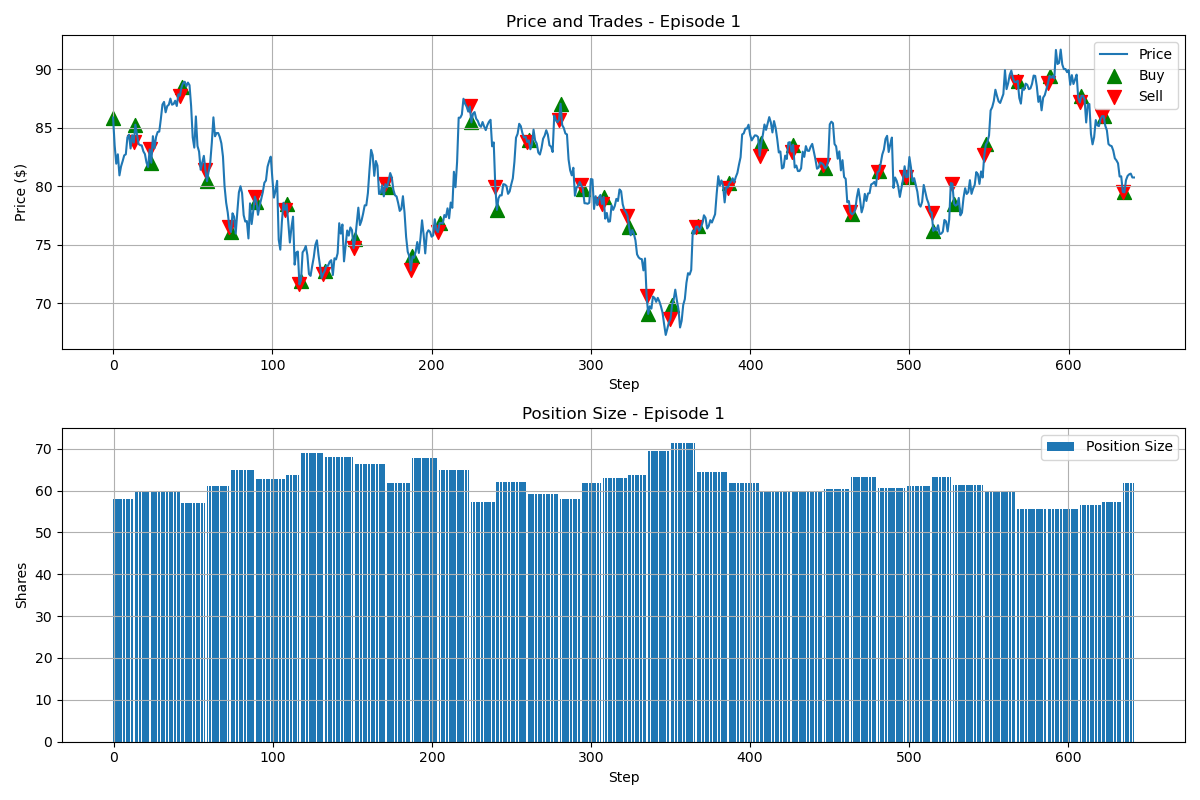 Price and Trades - Episode 1
Price ($)
90
85
80
75
70
Price
Buy
Sell
0 100 200 300 400 500 600
Step
Position Size - Episode 1
Shares
70
60
50
40
30
20
10
0
Position Size
0 100 200 300 400 500 600
Step